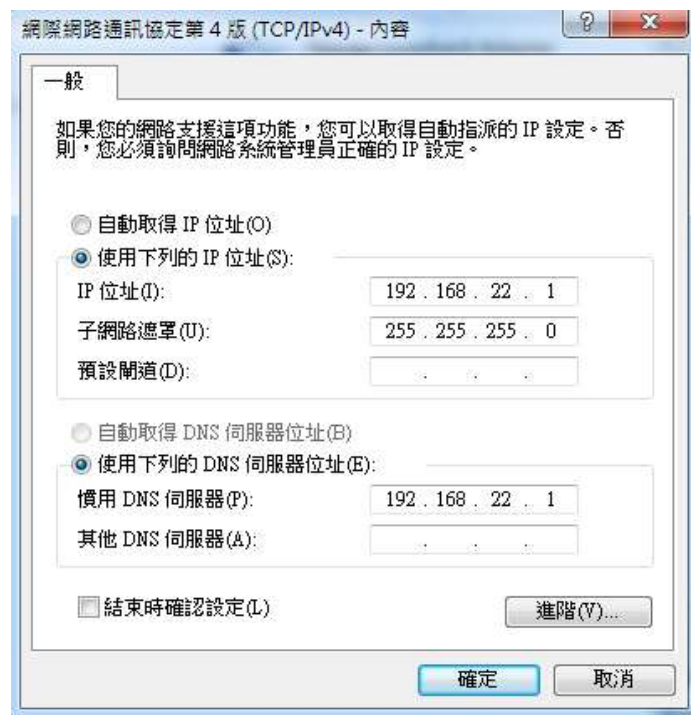 網際網路通訊協定第 4 版 (TCP/IPv4) - 內容
一般
如果您的網路支援這項功能，您可以取得自動指派的 IP 設定。否
則，您必須詢問網路系統管理員正確的 IP 設定。
自動取得 IP 位址(O)
使用下列的 IP 位址(S):
IP 位址(I): 192 . 168 . 22 . 1
子網路遮罩(U): 255 . 255 . 255 . 0
預設閘道(D): . . .
自動取得 DNS 伺服器位址(B)
使用下列的 DNS 伺服器位址(E):
慣用 DNS 伺服器(P): 192 . 168 . 22 . 1
其他 DNS 伺服器(A): . . .
結束時確認設定(L)
進階(V)...
確定
取消